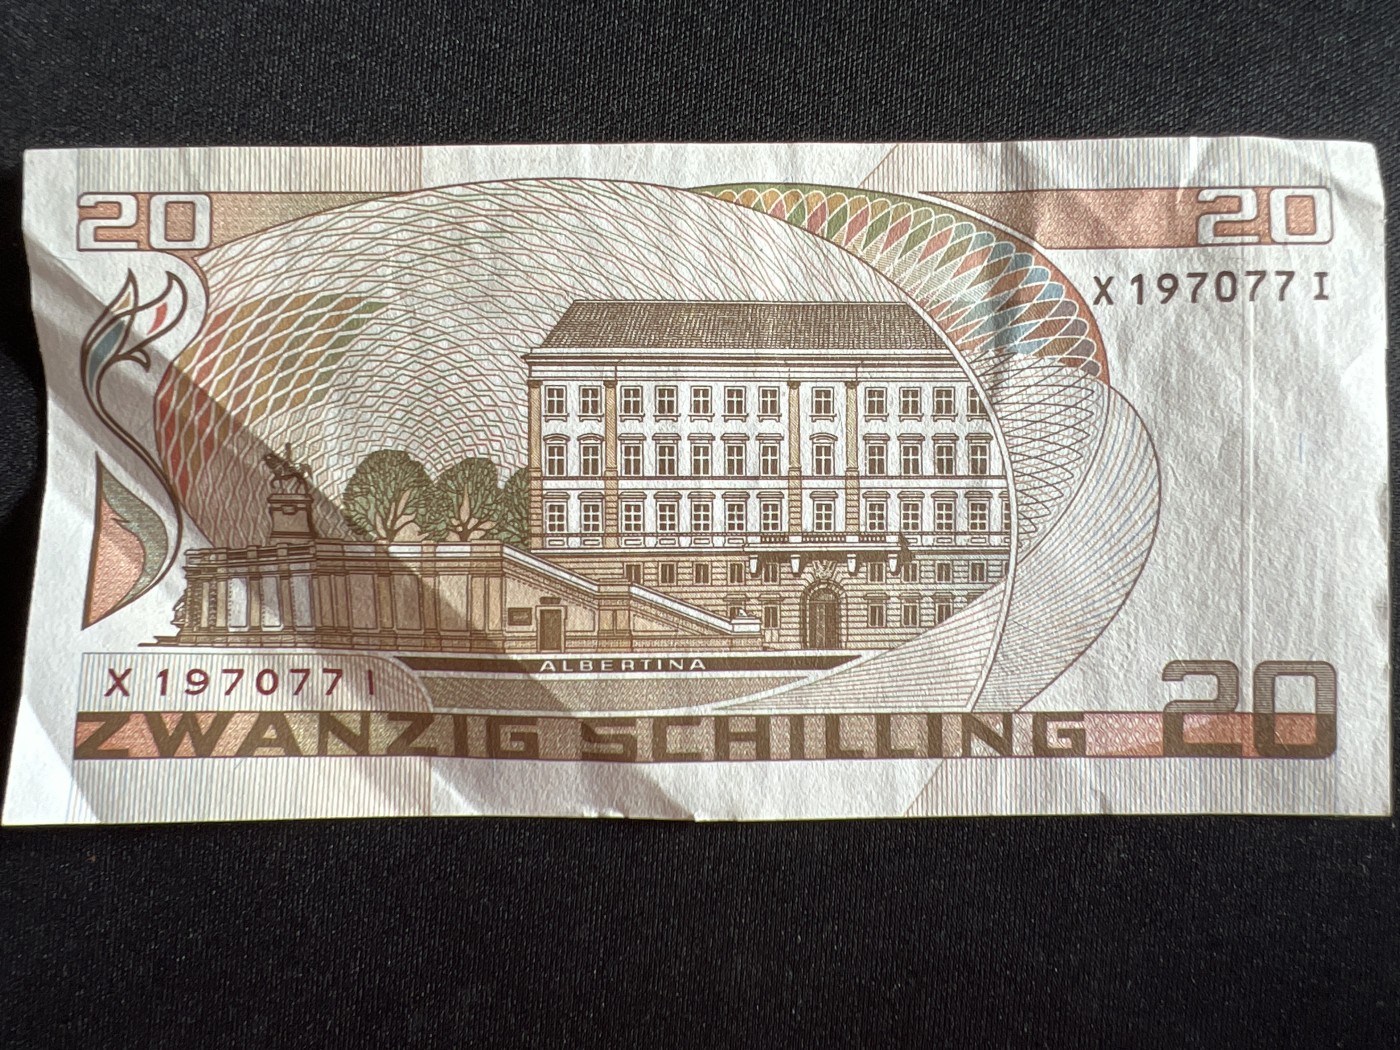 20 20
X 197077 I
ALBERTINA
X 197077 I
20
ZWANZIG SCHILLING